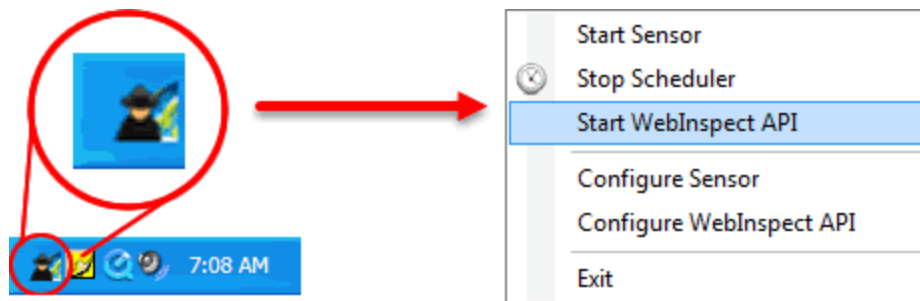 7:08 AM
Start Sensor
Stop Scheduler
Start WebInspect API
Configure Sensor
Configure WebInspect API
Exit